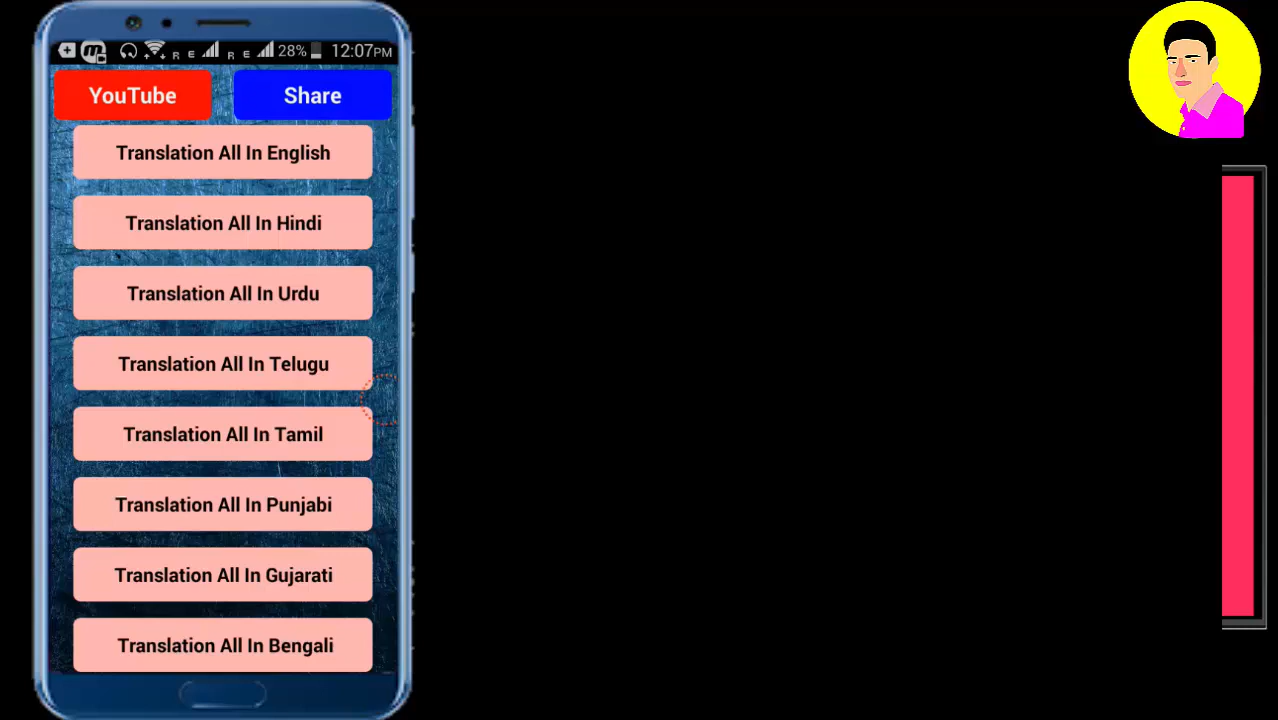 R E R E 28% 12:07PM
YouTube Share
Translation All In English
Translation All In Hindi
Translation All In Urdu
Translation All In Telugu
Translation All In Tamil
Translation All In Punjabi
Translation All In Gujarati
Translation All In Bengali